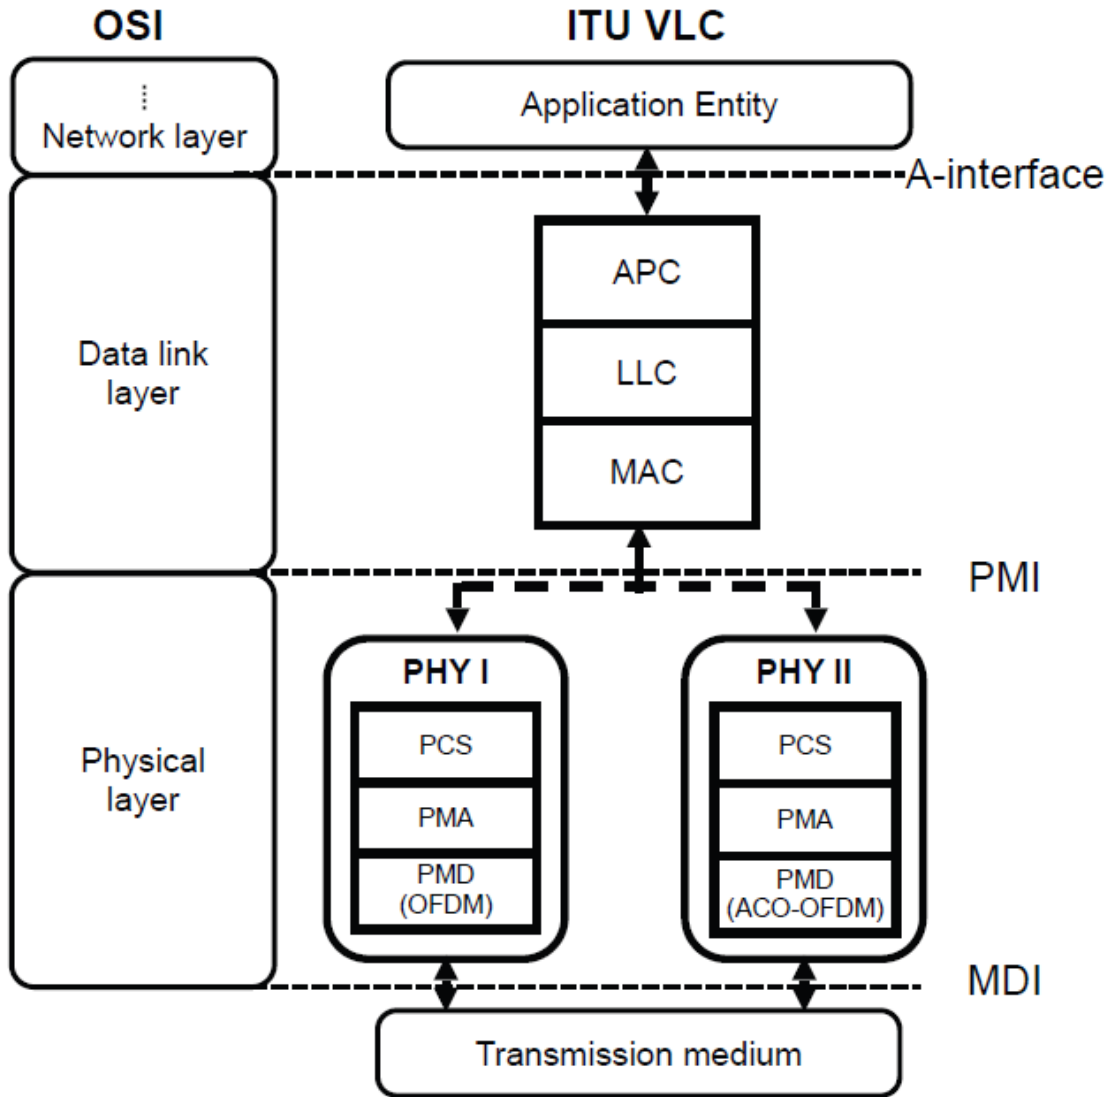 OSI
ITU VLC
Network layer
Application Entity
A-interface
APC
Data link
layer
LLC
MAC
PMI
PHY I
PHY II
PCS
PCS
Physical
layer
PMA
PMA
PMD
(OFDM)
PMD
(ACO-OFDM)
MDI
Transmission medium